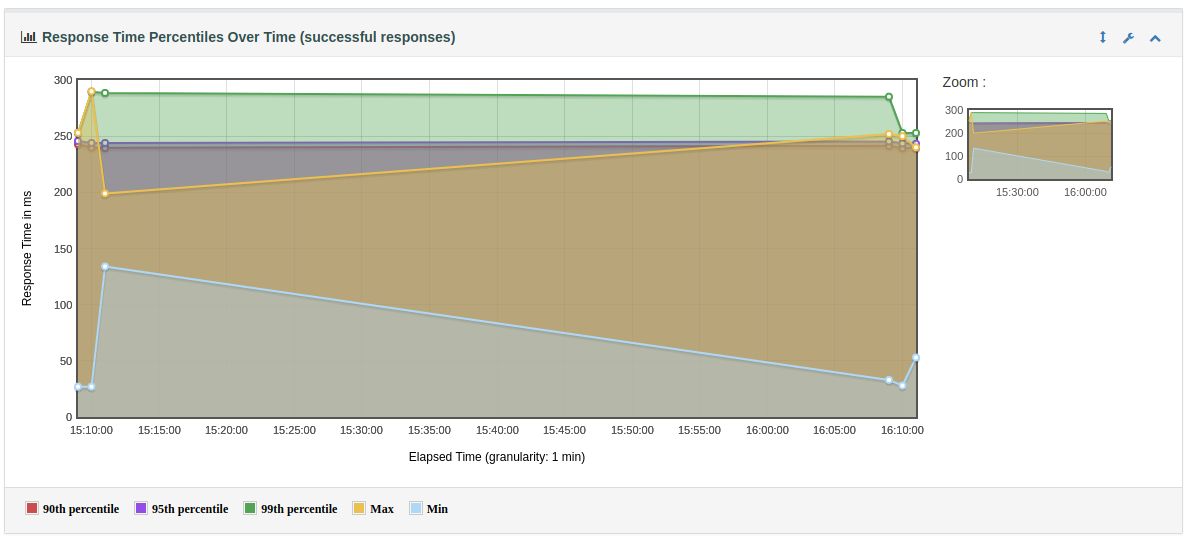 Response Time Percentiles Over Time (successful responses)
Zoom :
300
250
200
150
100
50
0
Response Time in ms
15:10:00 15:15:00 15:20:00 15:25:00 15:30:00 15:35:00 15:40:00 15:45:00 15:50:00 15:55:00 16:00:00 16:05:00 16:10:00
Elapsed Time (granularity: 1 min)
300
200
100
0
15:30:00 16:00:00
90th percentile 95th percentile 99th percentile Max Min